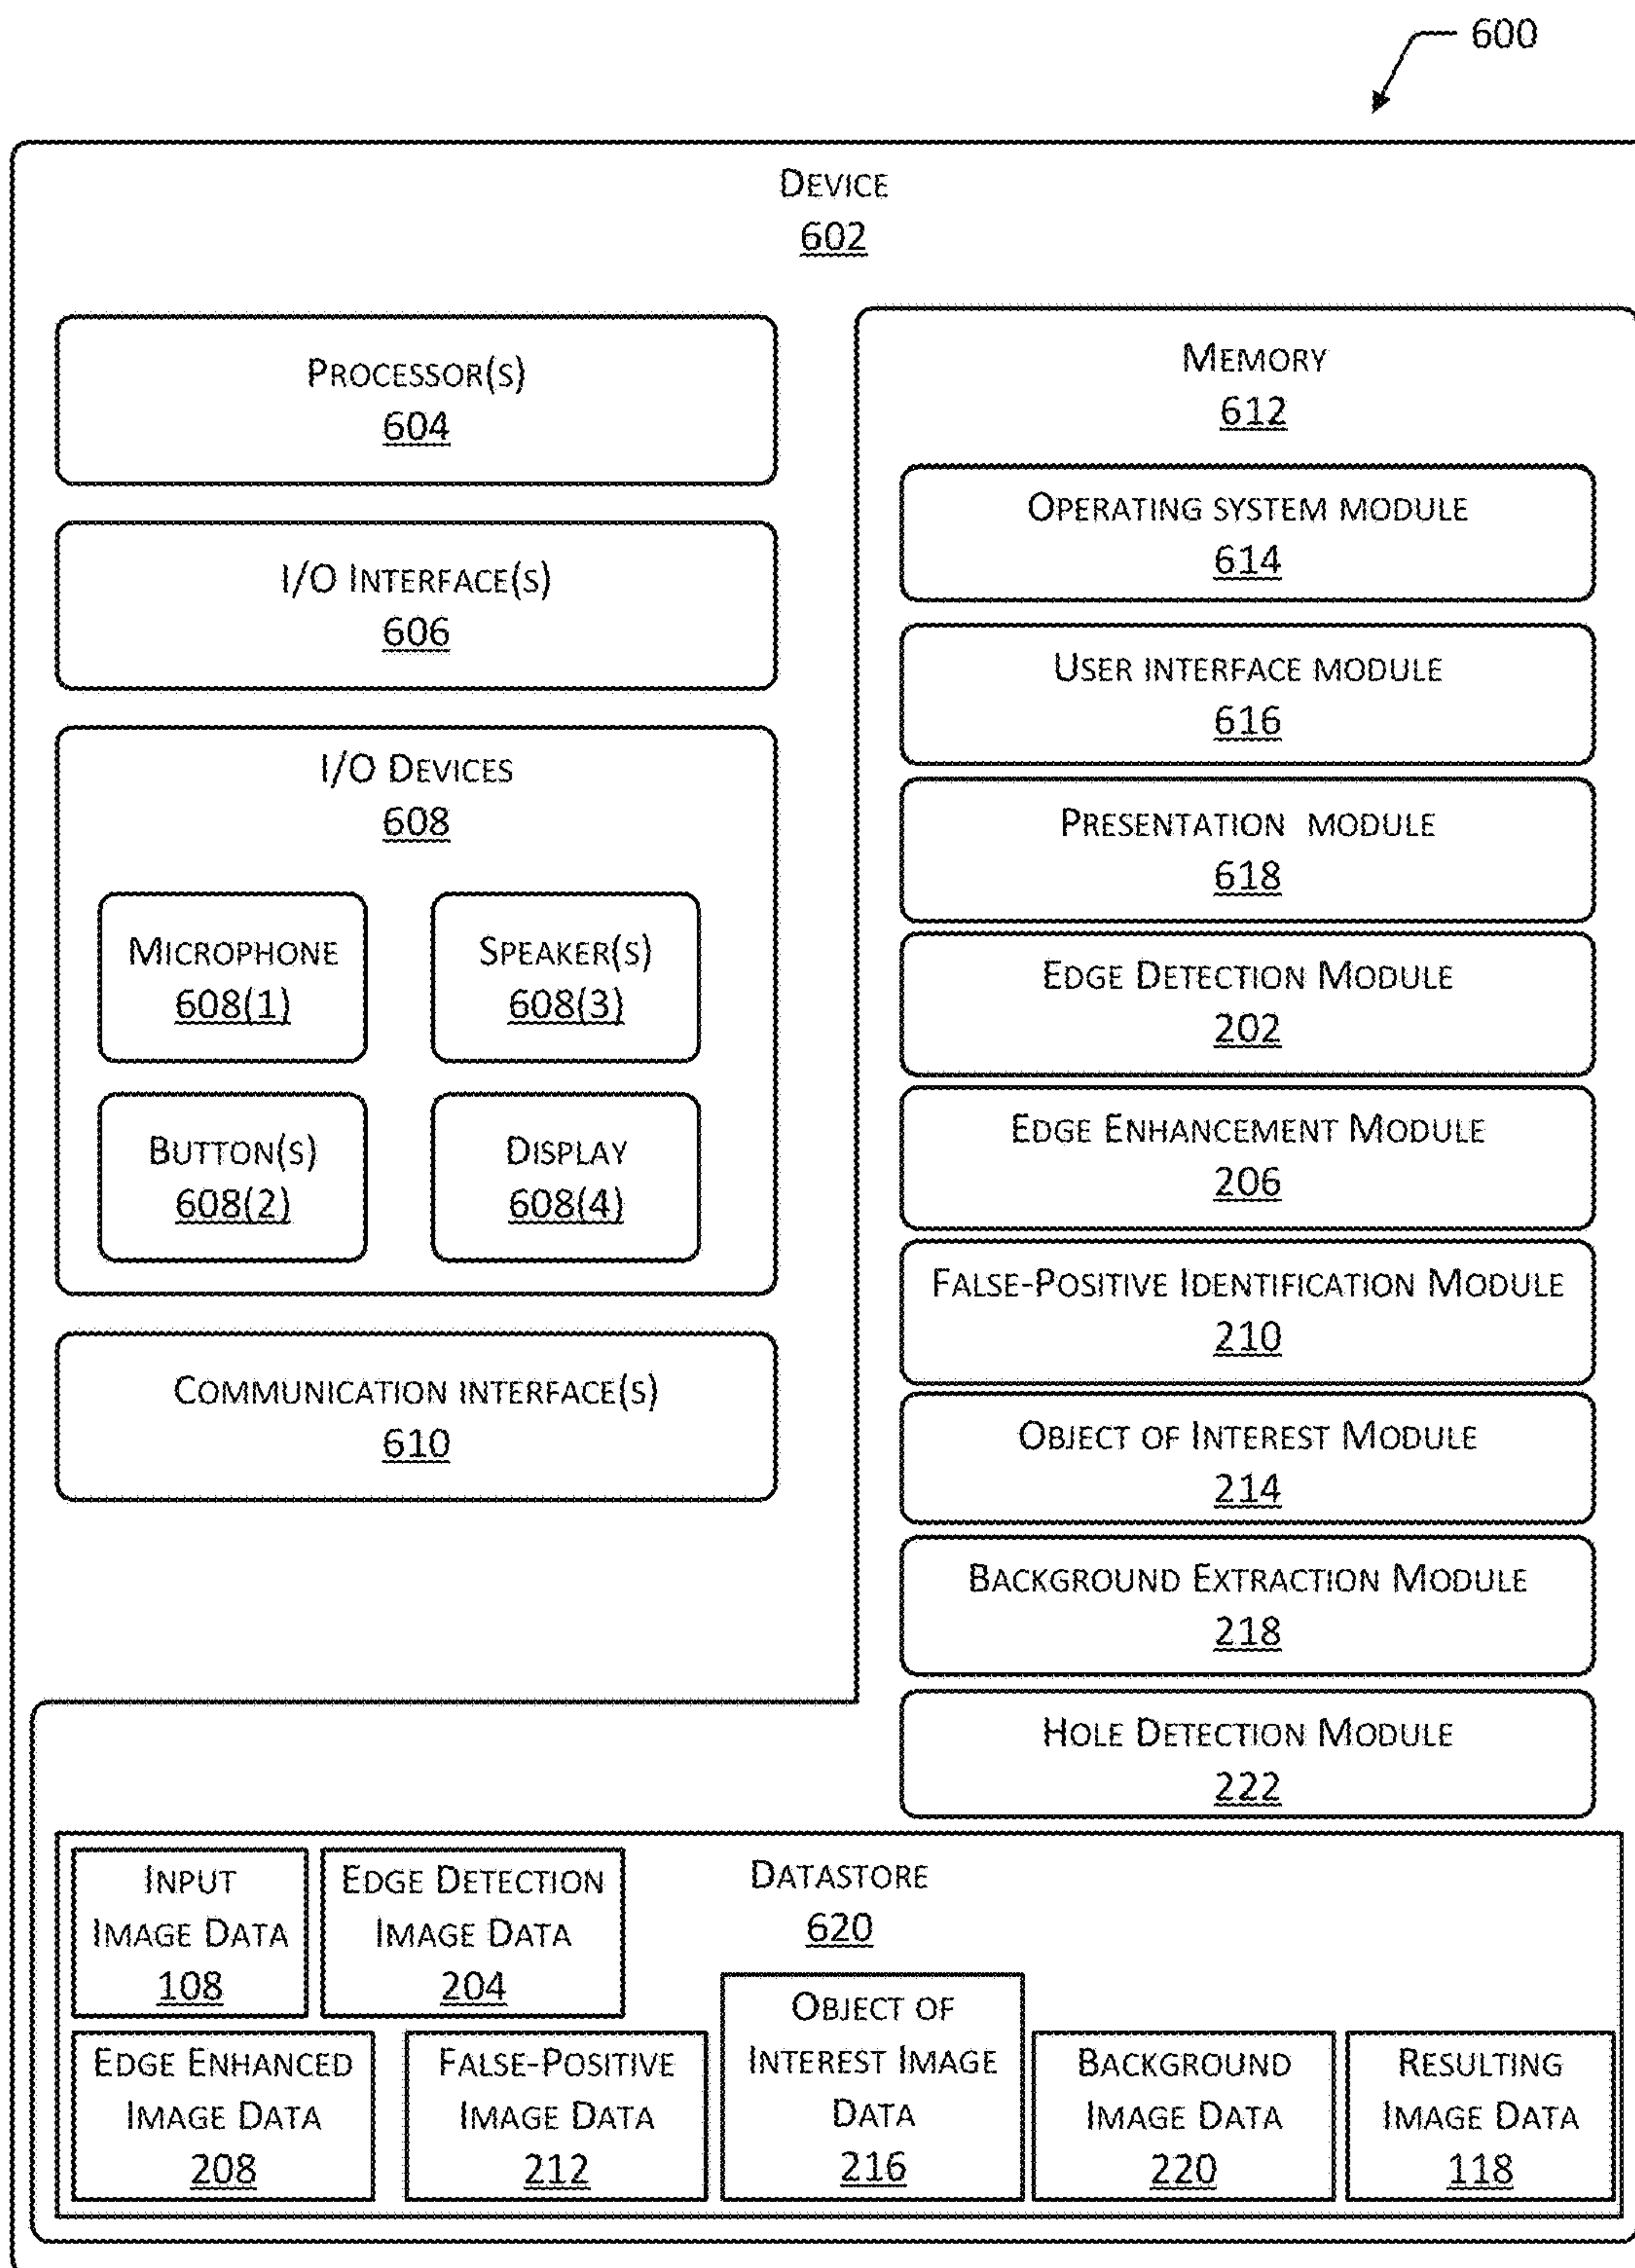 600
DEVICE
602
PROCESSOR(S)
604
I/O INTERFACE(S)
606
I/O DEVICES
608
MICROPHONE
608(1)
SPEAKER(S)
608(3)
BUTTON(S)
608(2)
DISPLAY
608(4)
COMMUNICATION INTERFACE(S)
610
MEMORY
612
OPERATING SYSTEM MODULE
614
USER INTERFACE MODULE
616
PRESENTATION MODULE
618
EDGE DETECTION MODULE
202
EDGE ENHANCEMENT MODULE
206
FALSE-POSITIVE IDENTIFICATION MODULE
210
OBJECT OF INTEREST MODULE
214
BACKGROUND EXTRACTION MODULE
218
HOLE DETECTION MODULE
222
DATASTORE
620
INPUT
IMAGE DATA
108
EDGE DETECTION
IMAGE DATA
204
EDGE ENHANCED
IMAGE DATA
208
FALSE-POSITIVE
IMAGE DATA
212
OBJECT OF
INTEREST IMAGE
DATA
216
BACKGROUND
IMAGE DATA
220
RESULTING
IMAGE DATA
118